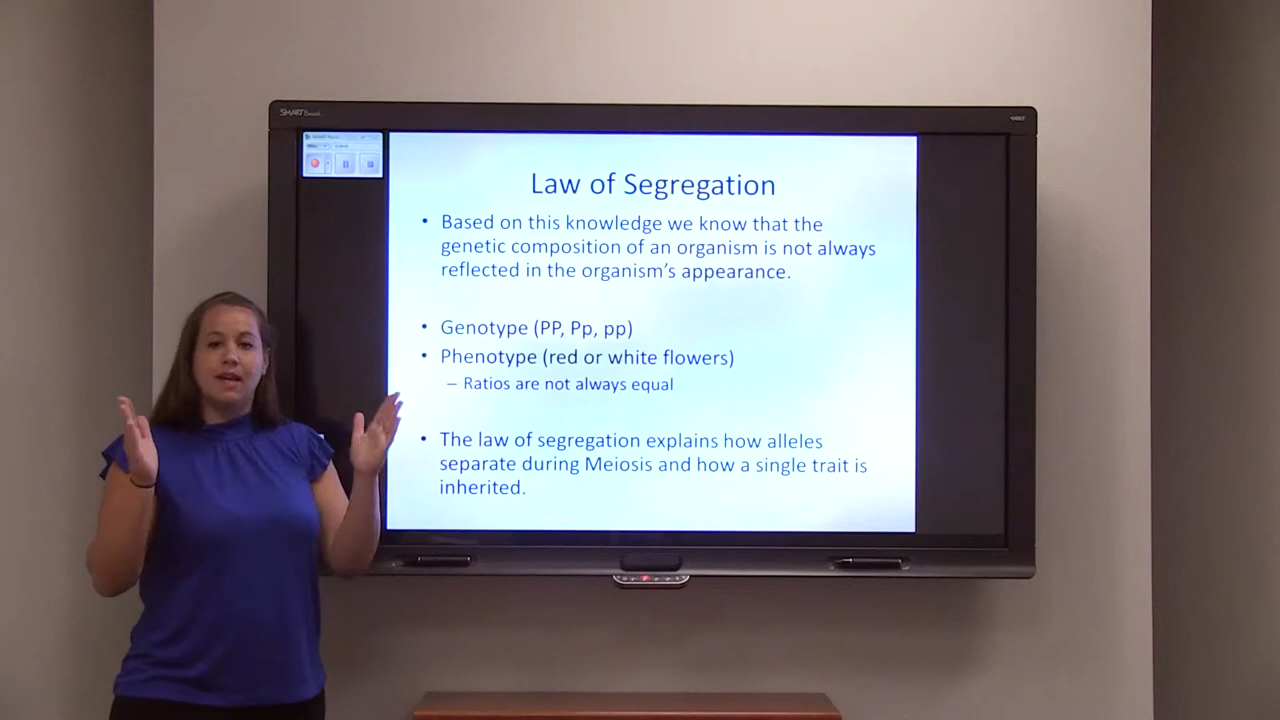 SMART Board
Law of Segregation
• Based on this knowledge we know that the
genetic composition of an organism is not always
reflected in the organism's appearance.
• Genotype (PP, Pp, pp)
• Phenotype (red or white flowers)
– Ratios are not always equal
• The law of segregation explains how alleles
separate during Meiosis and how a single trait is
inherited.